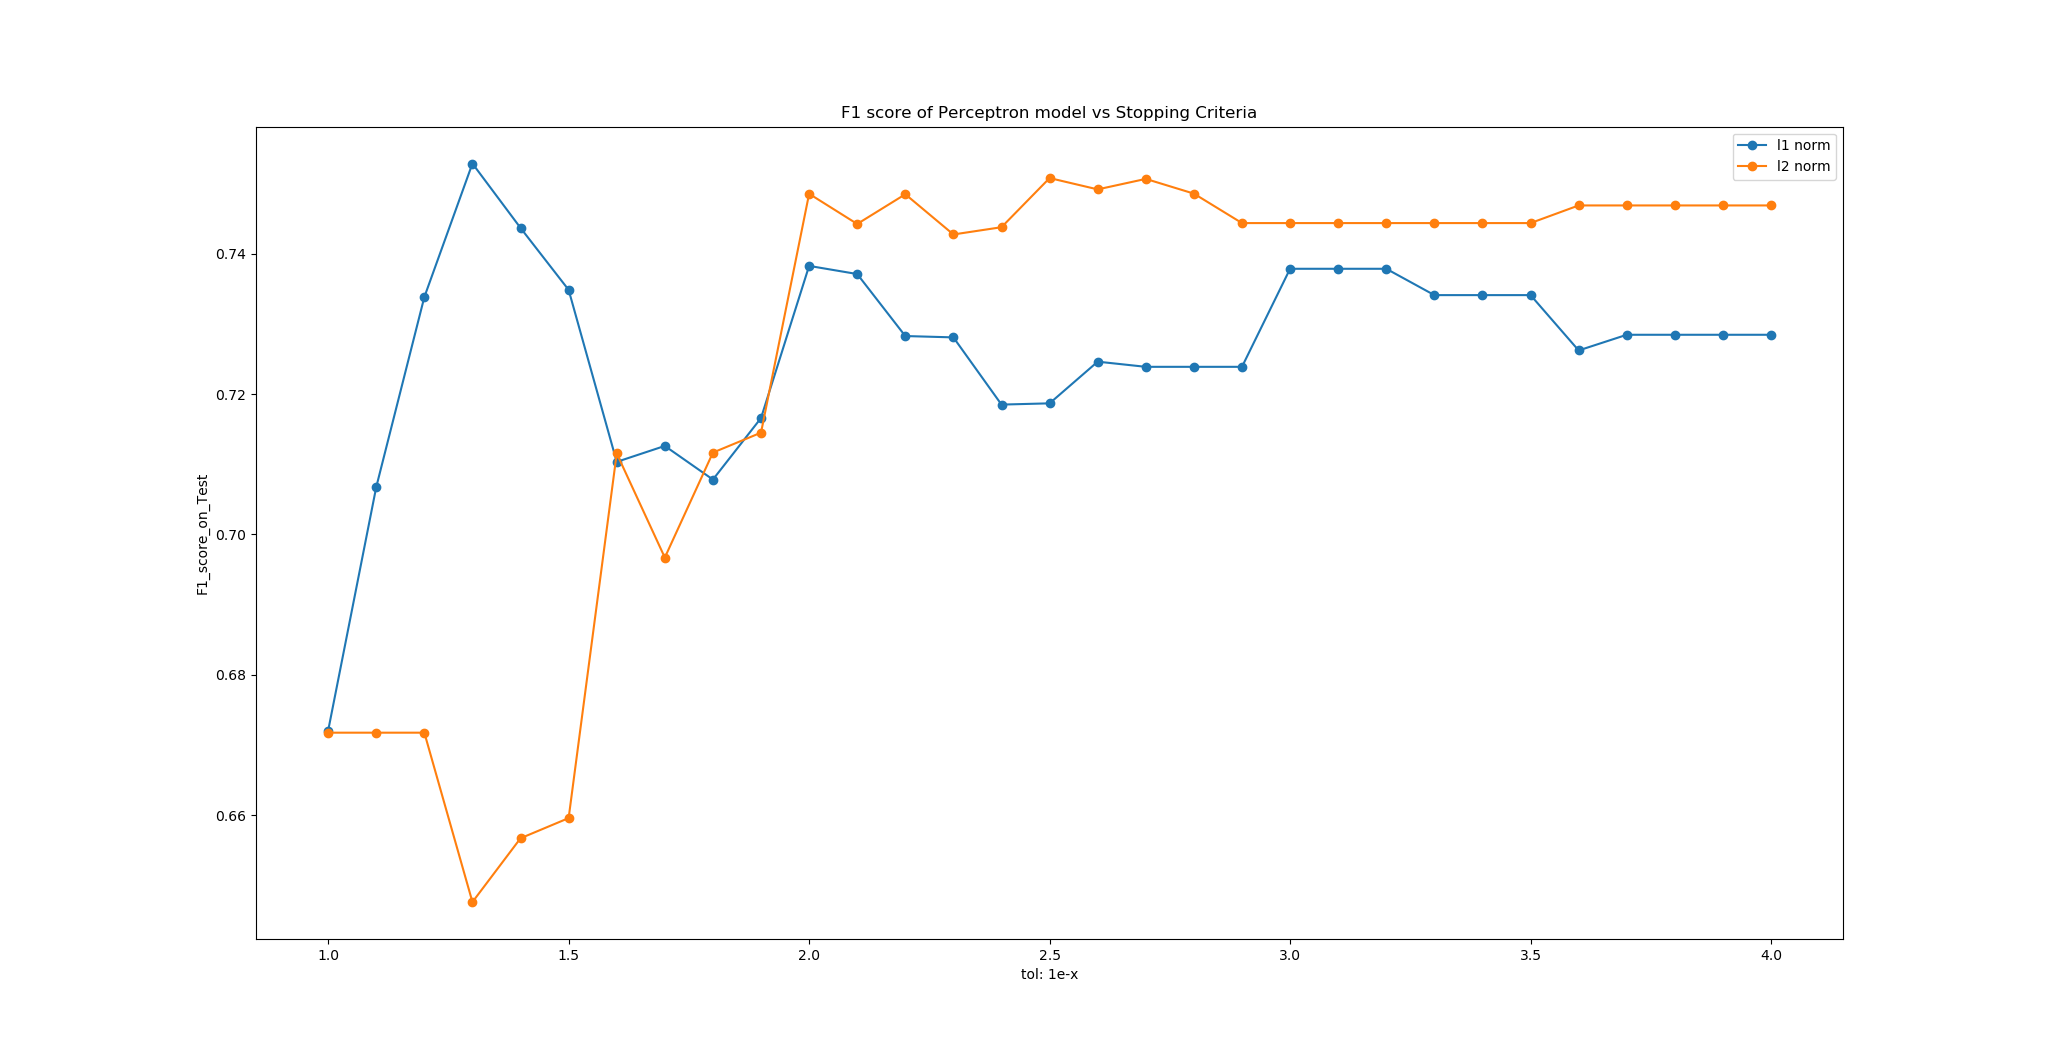 F1 score of Perceptron model vs Stopping Criteria
l1 norm
l2 norm
F1_score_on_Test
0.74
0.72
0.70
0.68
0.66
1.0 1.5 2.0 2.5 3.0 3.5 4.0
tol: 1e-x